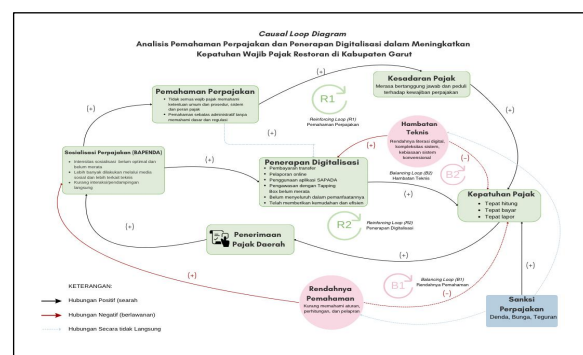 Causal Loop Diagram
Analisis Pemahaman Perpajakan dan Penerapan Digitalisasi dalam Meningkatkan
Kepatuhan Wajib Pajak Restoran di Kabupaten Garut
(+)
Pemahaman Perpajakan
Tidak semua wajib pajak memahami
ketentuan umum dan prosedur, sistem
dan peran pajak
Pemahaman sebatas administratif tanpa
memahami dasar dan regulasi
R1
Reinforcing Loop (R1)
Pemahaman Perpajakan
Kesadaran Pajak
Merasa bertanggung jawab dan peduli
terhadap kewajiban perpajakan
(+)
(+)
Hambatan
Teknis
Rendahnya literasi digital,
kompleksitas sistem,
kebiasaan sistem
konvensional
(+)
(-)
Sosialisasi Perpajakan (BAPENDA)
Intensitas sosialisasi belum optimal dan
belum merata
Lebih banyak dilakukan melalui media
sosial dan
Kurang interaksi/pendampingan
langsung
(+)
Penerapan Digitalisasi
Pembayaran transfer
Pelaporan online
Penggunaan aplikasi SAPADA
Pengawasan dengan Tapping
Box belum merata
Belum menyeluruh dalam pemanfaatannya
Telah memberikan kemudahan dan efisien
Balancing Loop (B2)
Hambatan Teknis
B2
(+)
Kepatuhan Pajak
Tepat hitung
Tepat bayar
Tepat lapor
R2
Reinforcing Loop (R2)
Penerapan Digitalisasi
(+)
Penerimaan
Pajak Daerah
(+)
(+)
(+)
KETERANGAN:
Hubungan Positif (searah
Hubungan Negatif (berlawanan)
Hubungan Secara tidak Langsung
Rendahnya
Pemahaman
Kurang memahami aturan,
perhitungan, dan pelapran
B1
Balancing Loop (B1)
Rendahnya Pemahaman
(-)
Sanksi
Perpajakan
Denda, Bunga, Teguran